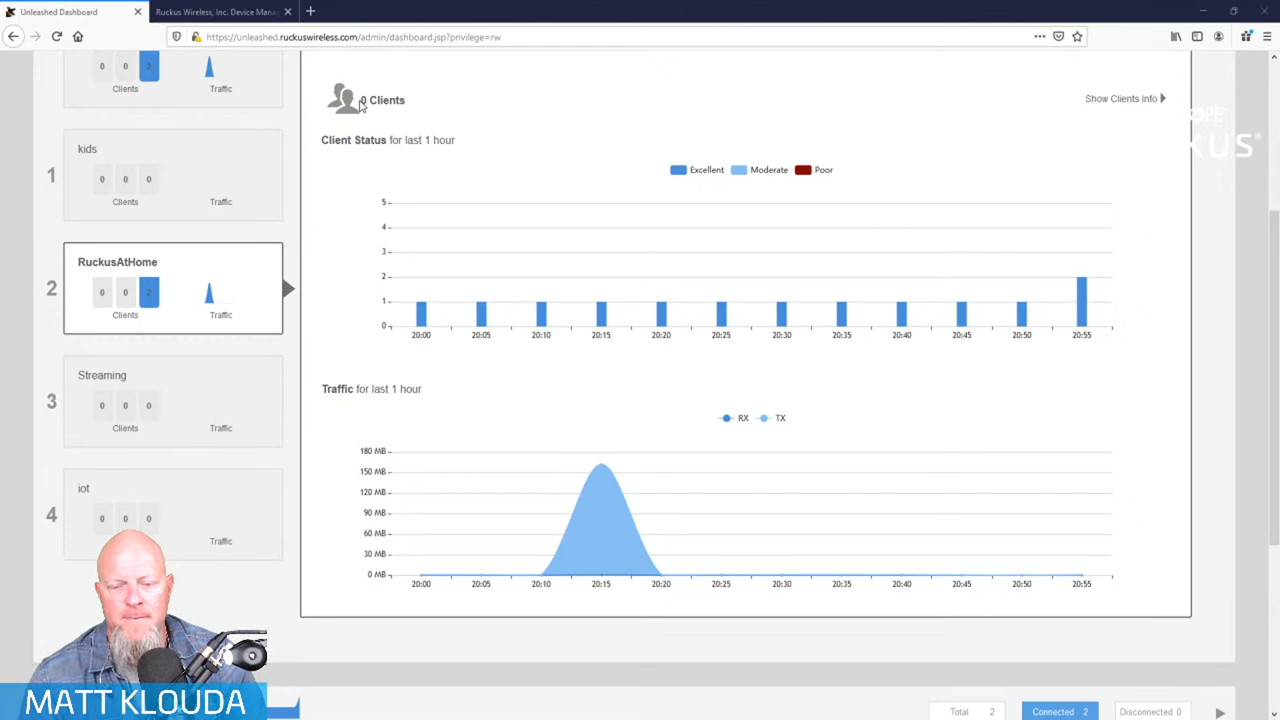 Unleashed Dashboard
Ruckus Wireless, Inc. Device Mana
https://unleashed.ruckuswireless.com/admin/dashboard.jsp?privilege=rw
0 0 2
Clients Traffic
1
kids
0 0 0
Clients Traffic
2
RuckusAtHome
0 0 2
Clients Traffic
3
Streaming
0 0 0
Clients Traffic
4
iot
0 0 0
Traffic
0 Clients
Show Clients Info
Client Status for last 1 hour
Excellent Moderate Poor
5
4
3
2
1
0
20:00 20:05 20:10 20:15 20:20 20:25 20:30 20:35 20:40 20:45 20:50 20:55
Traffic for last 1 hour
RX TX
180 MB
150 MB
120 MB
90 MB
60 MB
30 MB
0 MB
20:00 20:05 20:10 20:15 20:20 20:25 20:30 20:35 20:40 20:45 20:50 20:55
MATT KLOUDA
Total 2 Connected 2 Disconnected 0